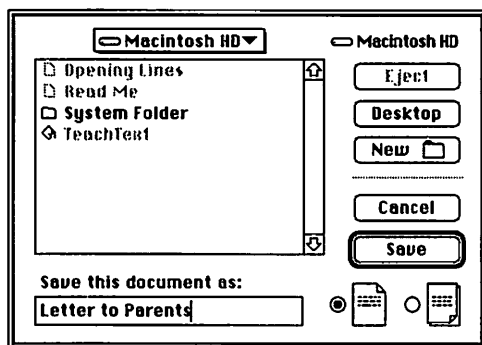 Macintosh HD
Macintosh HD
Opening Lines
Read Me
System Folder
TeachText
Eject
Desktop
New
Cancel
Save
Save this document as:
Letter to Parents